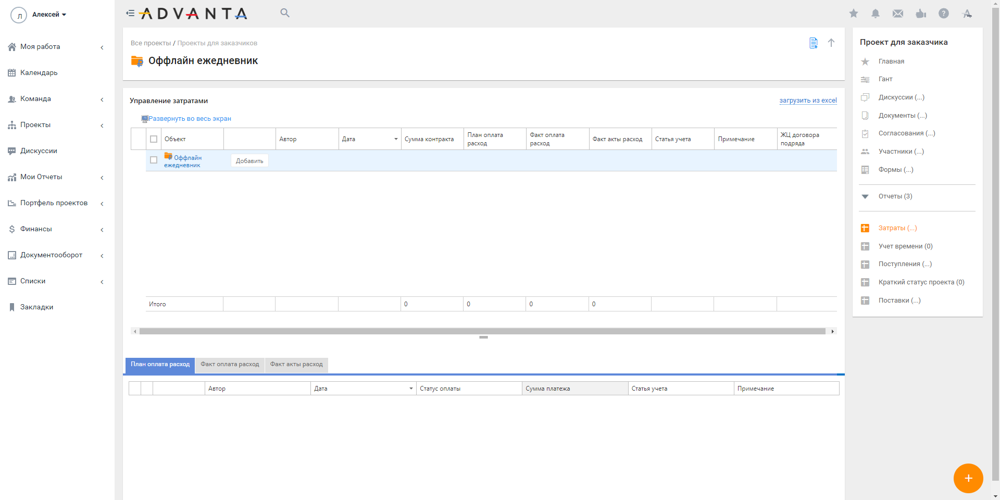 Л
Алексей
Моя работа
Календарь
Команда
Проекты
Дискуссии
Мои Отчеты
Портфель проектов
Финансы
Документооборот
Списки
Закладки
ADVANTA
Все проекты / Проекты для заказчиков
Оффлайн ежедневник
Управление затратами
загрузить из excel
Развернуть во весь экран
Объект
Автор
Дата
Сумма контракта
План оплата
расход
Факт оплата
расход
Факт акты расход
Статья учета
Примечание
ЖЦ договора
подряда
Оффлайн
ежедневник
Добавить
Итого
0
0
0
0
План оплата расход
Факт оплата расход
Факт акты расход
Автор
Дата
Статус оплаты
Сумма платежа
Статья учета
Примечание
Проект для заказчика
Главная
Гант
Дискуссии (...)
Документы (...)
Согласования (...)
Участники (...)
Формы (...)
Отчеты (3)
Затраты (...)
Учет времени (0)
Поступления (...)
Краткий статус проекта (0)
Поставки (...)